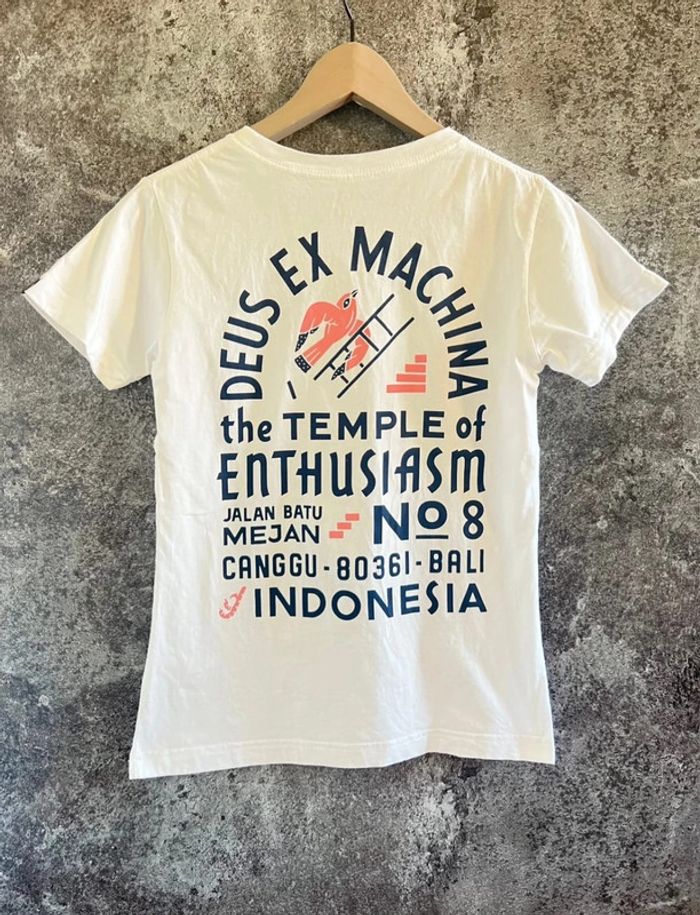 DEUS EX MACHINA
the TEMPLE of
ENTHUSIASM
JALAN BATU
MEJAN
No 8
CANGGU - 80361 - BALI
INDONESIA